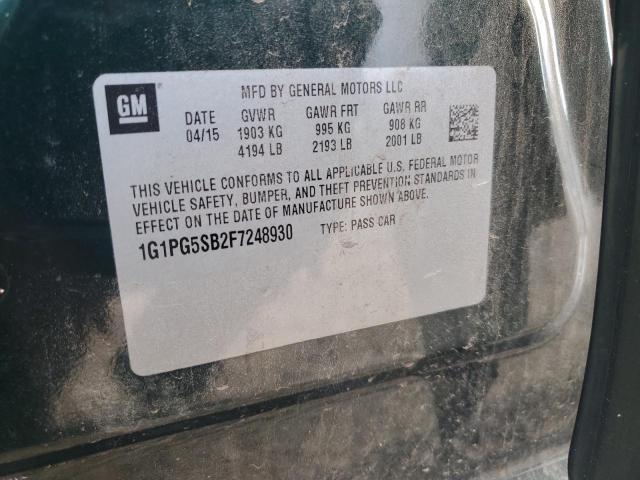 GM
MFD BY GENERAL MOTORS LLC
DATE GVWR GAWR FRT GAWR RR
04/15 1903 KG 995 KG 908 KG
4194 LB 2193 LB 2001 LB
THIS VEHICLE CONFORMS TO ALL APPLICABLE U.S. FEDERAL MOTOR
VEHICLE SAFETY, BUMPER, AND THEFT PREVENTION STANDARDS IN
EFFECT ON THE DATE OF MANUFACTURE SHOWN ABOVE.
1G1PG5SB2F7248930 TYPE: PASS CAR